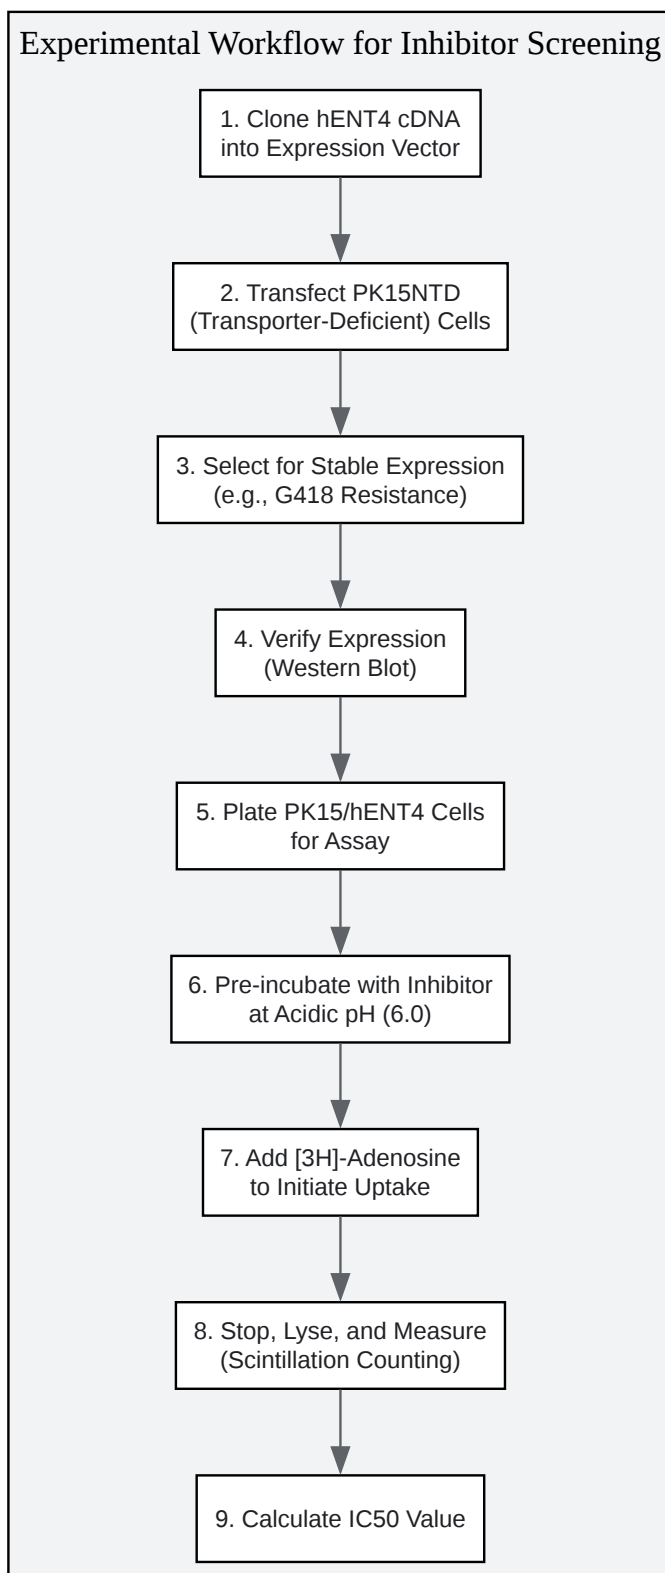 Experimental Workflow for Inhibitor Screening
1. Clone hENT4 cDNA
into Expression Vector
2. Transfect PK15NTD
(Transporter-Deficient) Cells
3. Select for Stable Expression
(e.g., G418 Resistance)
4. Verify Expression
(Western Blot)
5. Plate PK15/hENT4 Cells
for Assay
6. Pre-incubate with Inhibitor
at Acidic pH (6.0)
7. Add [3H]-Adenosine
to Initiate Uptake
8. Stop, Lyse, and Measure
(Scintillation Counting)
9. Calculate IC50 Value